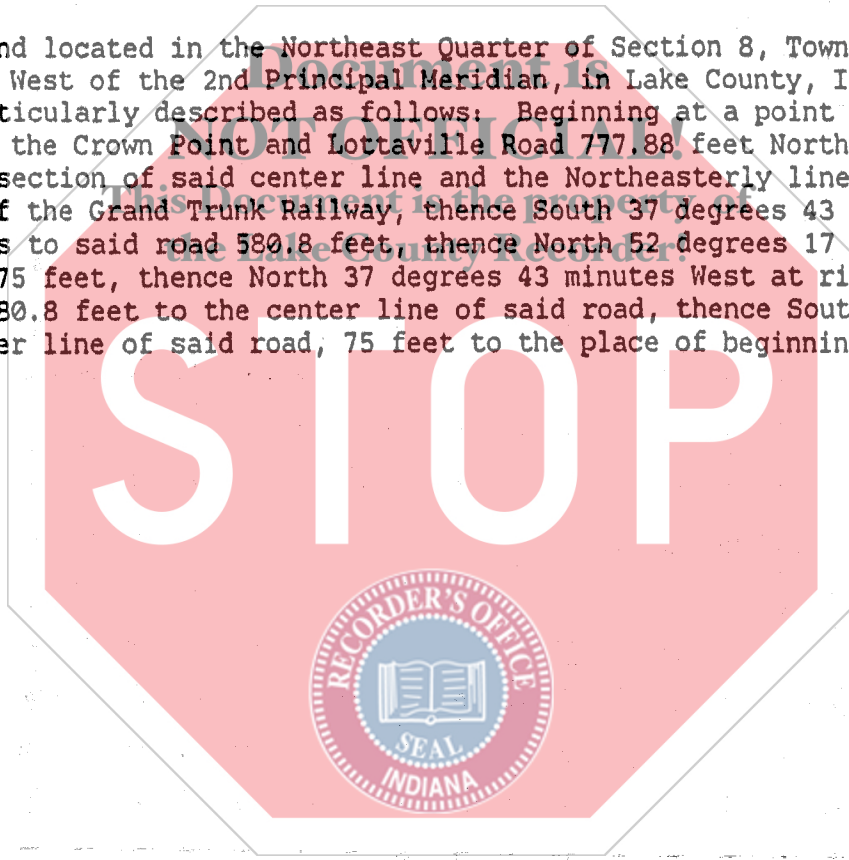 nd located in the Northeast Quarter of Section 8, Town
West of the 2nd Principal Meridian, in Lake County, I
ticularly described as follows: Beginning at a point
the Crown Point and Lottaville Road 777.88 feet North
section of said center line and the Northeasterly line
f the Grand Trunk Railway, thence South 37 degrees 43
s to said road 580.8 feet, thence North 52 degrees 17
75 feet, thence North 37 degrees 43 minutes West at ri
80.8 feet to the center line of said road, thence Sout
er line of said road, 75 feet to the place of beginnin
Document is
NOT OFFICIAL!
This Document is the property of
the Lake County Recorder!
STOP
RECORDER'S OFFICE
SEAL
INDIANA